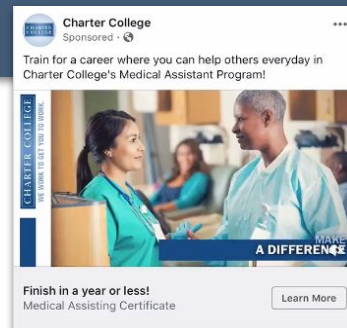 Charter College
Sponsored ·
Train for a career where you can help others everyday in
Charter College's Medical Assistant Program!
CHARTER COLLEGE
WE WORK TO GET YOU TO WORK.
MAKE
A DIFFERENCE
Finish in a year or less!
Medical Assisting Certificate
Learn More